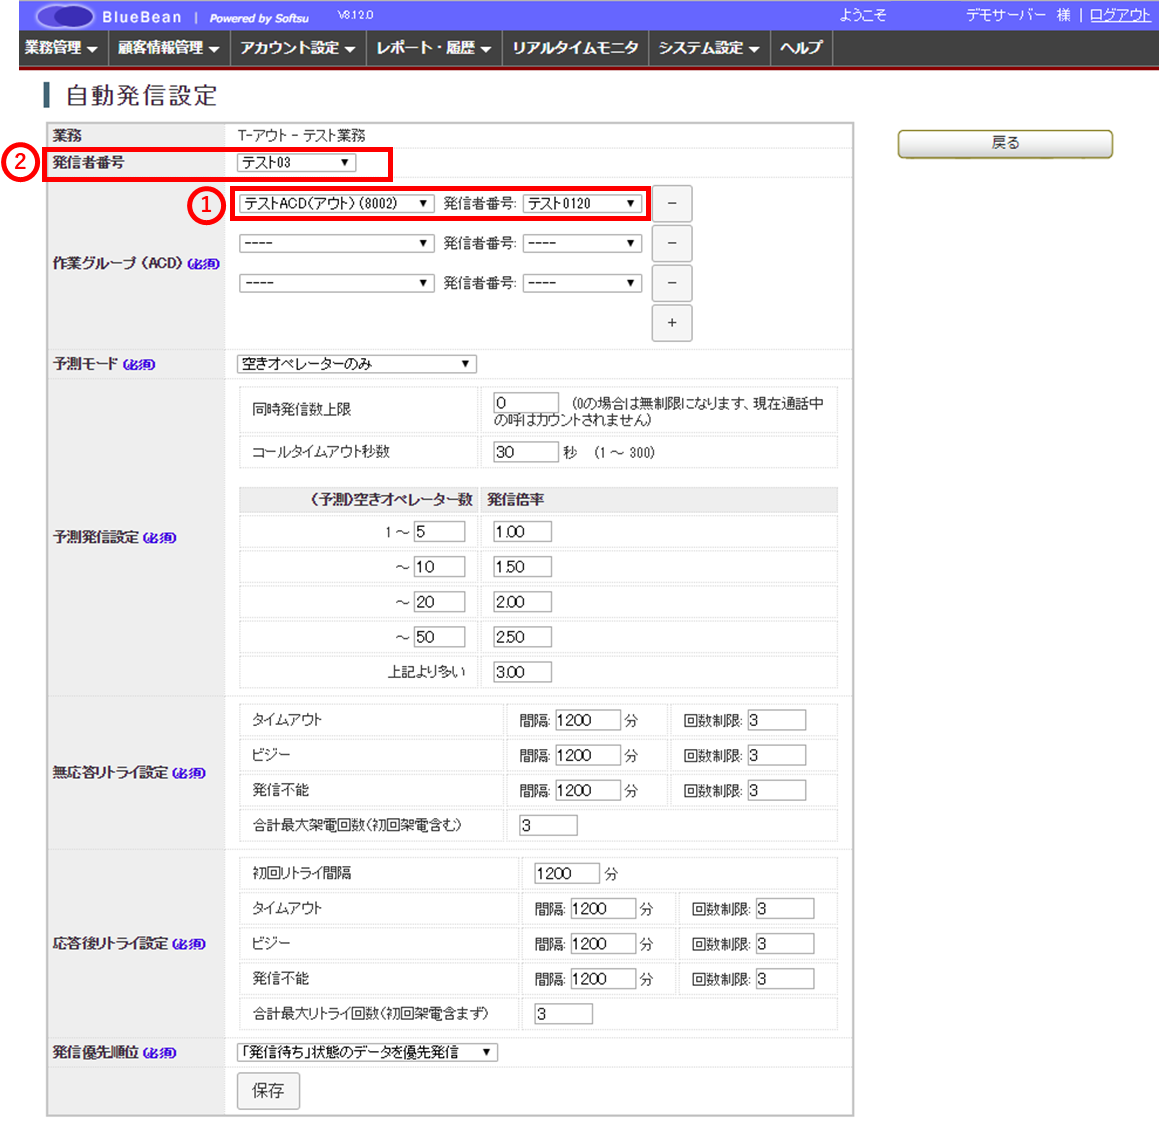 BlueBean | Powered by Softsu V3.12.0 ようこそ デモサーバー 様 | ログアウト
業務管理 ▼ 顧客情報管理 ▼ アカウント設定 ▼ レポート・履歴 ▼ リアルタイムモニタ システム設定 ▼ ヘルプ
自動発信設定
業務 T-アウト - テスト業務
戻る
② 発信者番号 テスト03 ▼
① テストACD(アウト) (8002) ▼ 発信者番号: テスト0120 ▼ -
---- ▼ 発信者番号: ---- ▼ -
作業グループ (ACD) (必須)
---- ▼ 発信者番号: ---- ▼ -
+
予測モード (必須) 空きオペレーターのみ ▼
同時発信数上限 0 (0の場合は無制限になります、現在通話中
の呼はカウントされません)
コールタイムアウト秒数 30 秒 (1 ～ 300)
(予測)空きオペレーター数 発信倍率
予測発信設定 (必須)
1 ～ 5 1.00
～ 10 1.50
～ 20 2.00
～ 50 2.50
上記より多い 3.00
無応答リトライ設定 (必須)
タイムアウト 間隔: 1200 分 回数制限: 3
ビジー 間隔: 1200 分 回数制限: 3
発信不能 間隔: 1200 分 回数制限: 3
合計最大架電回数(初回架電含む) 3
応答後リトライ設定 (必須)
初回リトライ間隔 1200 分
タイムアウト 間隔: 1200 分 回数制限: 3
ビジー 間隔: 1200 分 回数制限: 3
発信不能 間隔: 1200 分 回数制限: 3
合計最大リトライ回数(初回架電含まず) 3
発信優先順位 (必須) 「発信待ち」状態のデータを優先発信 ▼
保存